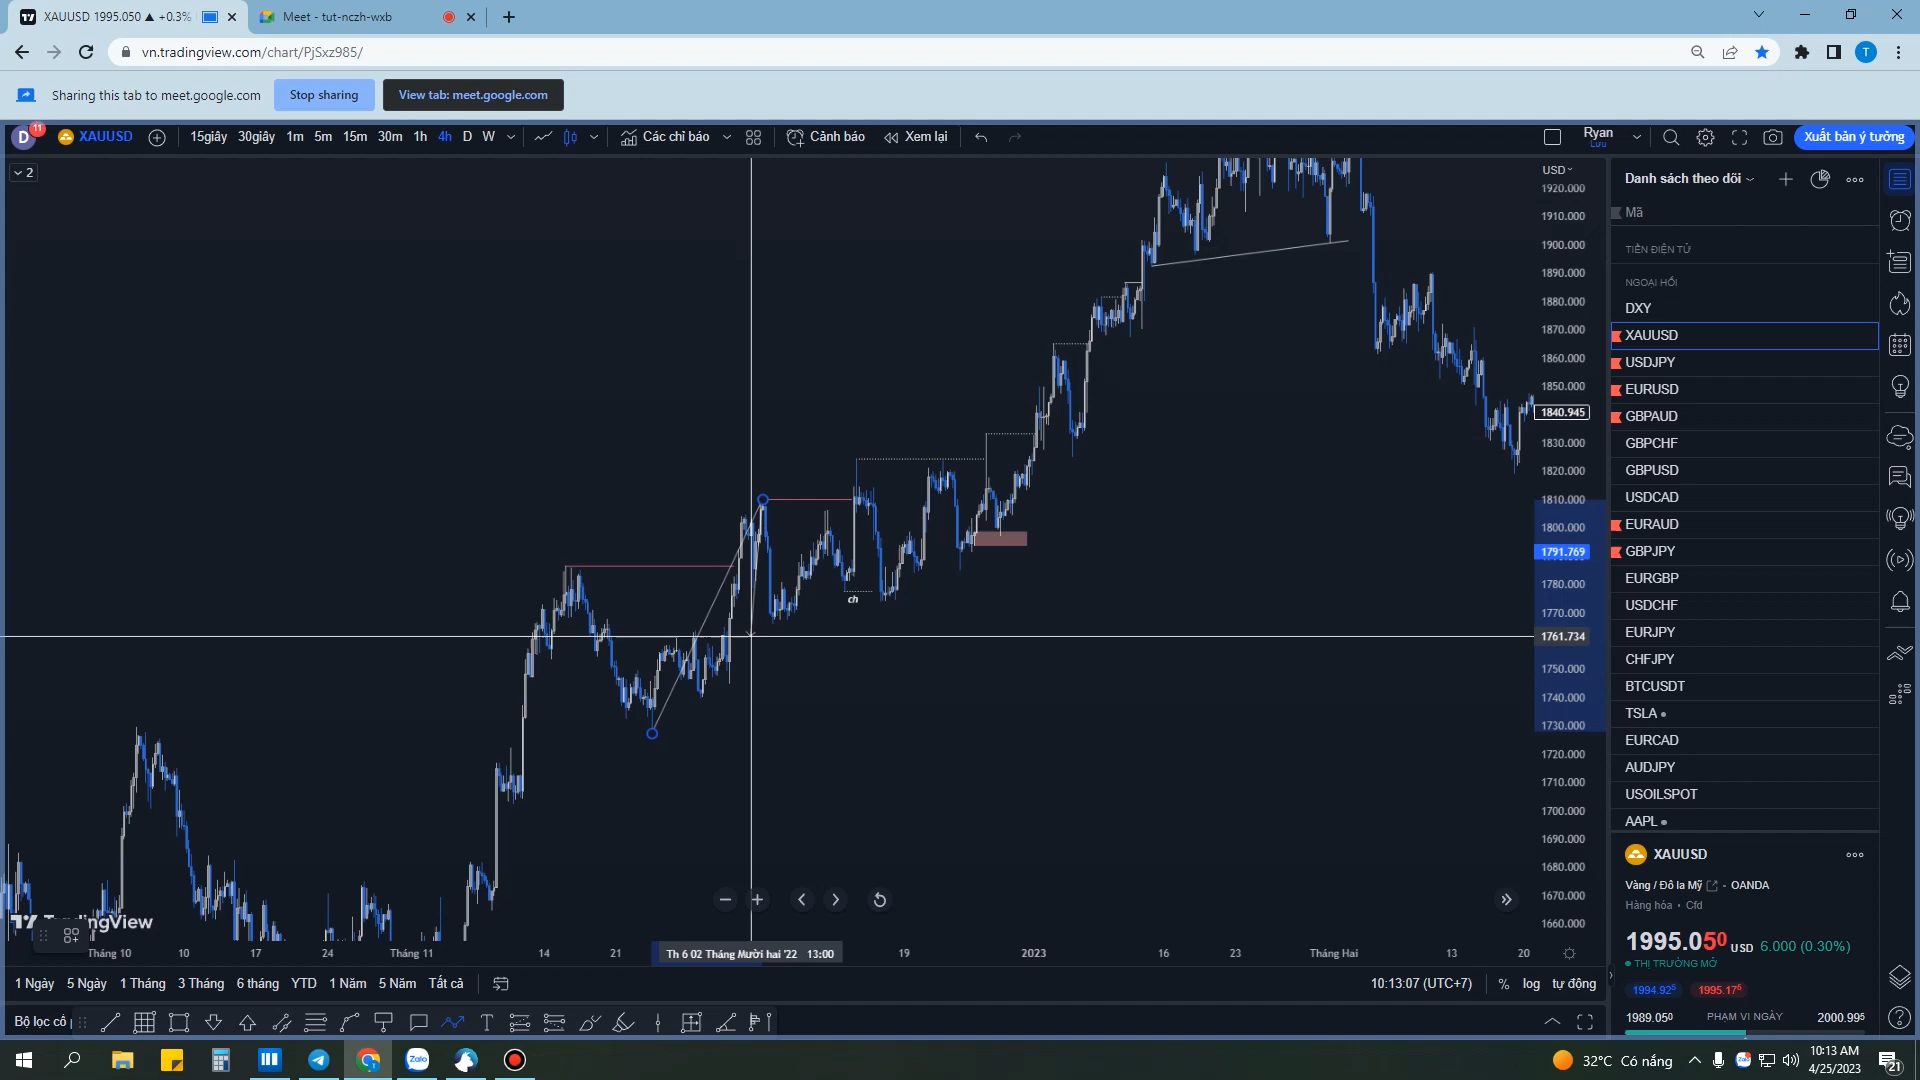 XAUUSD 1995.050 ▲ +0.3%
Meet - tut-nczh-wxb
vn.tradingview.com/chart/PjSxz985/
T
Sharing this tab to meet.google.com
Stop sharing
View tab: meet.google.com
D
11
XAUUSD
15giây 30giây 1m 5m 15m 30m 1h 4h D W
Các chỉ báo
Cảnh báo
Xem lại
Ryan
Lưu
Xuất bản ý tưởng
2
USD
1920.000
1910.000
1900.000
1890.000
1880.000
1870.000
1860.000
1850.000
1840.945
1830.000
1820.000
1810.000
1800.000
1791.769
1780.000
1770.000
1761.734
1750.000
1740.000
1730.000
1720.000
1710.000
1700.000
1690.000
1680.000
1670.000
1660.000
ch
TradingView
Tháng 10 10 17 24 Tháng 11 14 21 Th 6 02 Tháng Mười hai '22 13:00 19 2023 16 23 Tháng Hai 13 20
1 Ngày 5 Ngày 1 Tháng 3 Tháng 6 tháng YTD 1 Năm 5 Năm Tất cả
10:13:07 (UTC+7) % log tự động
Bộ lọc cổ
Danh sách theo dõi
Mã
TIỀN ĐIỆN TỬ
NGOẠI HỐI
DXY
XAUUSD
USDJPY
EURUSD
GBPAUD
GBPCHF
GBPUSD
USDCAD
EURAUD
GBPJPY
EURGBP
USDCHF
EURJPY
CHFJPY
BTCUSDT
TSLA
EURCAD
AUDJPY
USOILSPOT
AAPL
XAUUSD
Vàng / Đô la Mỹ - OANDA
Hàng hóa • Cfd
1995.050 USD 6.000 (0.30%)
THỊ TRƯỜNG MỞ
1994.925 1995.175
1989.050 PHẠM VI NGÀY 2000.995
Zalo
32°C Có nắng
10:13 AM
4/25/2023
21